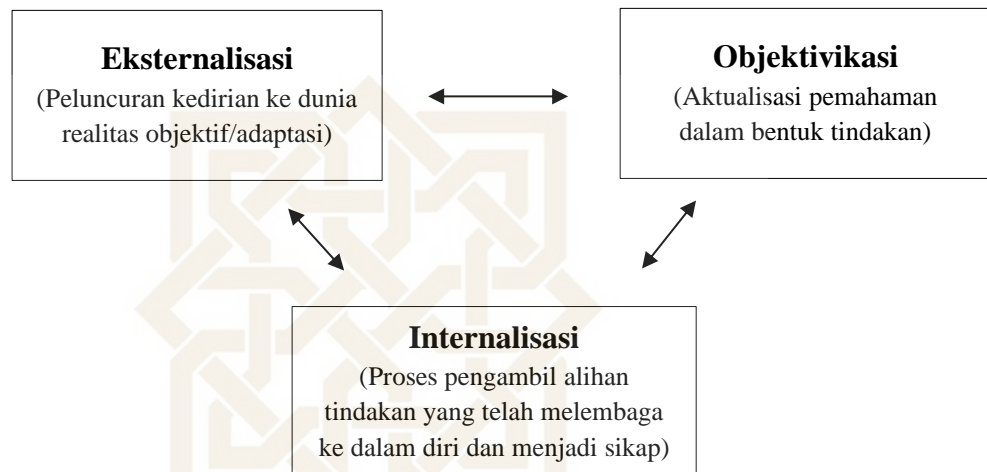 Eksternalisasi
(Peluncuran kedirian ke dunia
realitas objektif/adaptasi)
Objektivikasi
(Aktualisasi pemahaman
dalam bentuk tindakan)
Internalisasi
(Proses pengambil alihan
tindakan yang telah melembaga
ke dalam diri dan menjadi sikap)